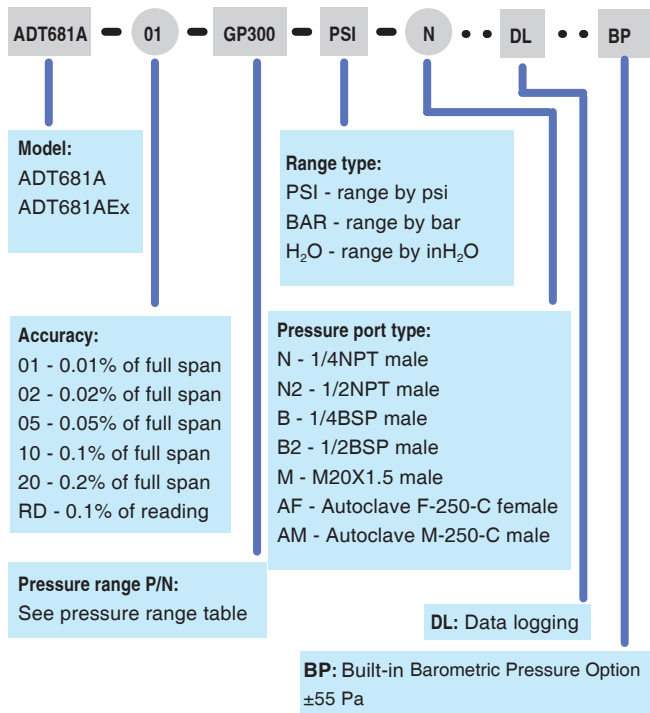 ADT681A - 01 - GP300 - PSI - N • • DL • • BP
Model:
ADT681A
ADT681AEx
Range type:
PSI - range by psi
BAR - range by bar
H₂O - range by inH₂O
Accuracy:
01 - 0.01% of full span
02 - 0.02% of full span
05 - 0.05% of full span
10 - 0.1% of full span
20 - 0.2% of full span
RD - 0.1% of reading
Pressure port type:
N - 1/4NPT male
N2 - 1/2NPT male
B - 1/4BSP male
B2 - 1/2BSP male
M - M20X1.5 male
AF - Autoclave F-250-C female
AM - Autoclave M-250-C male
Pressure range P/N:
See pressure range table
DL: Data logging
BP: Built-in Barometric Pressure Option
±55 Pa